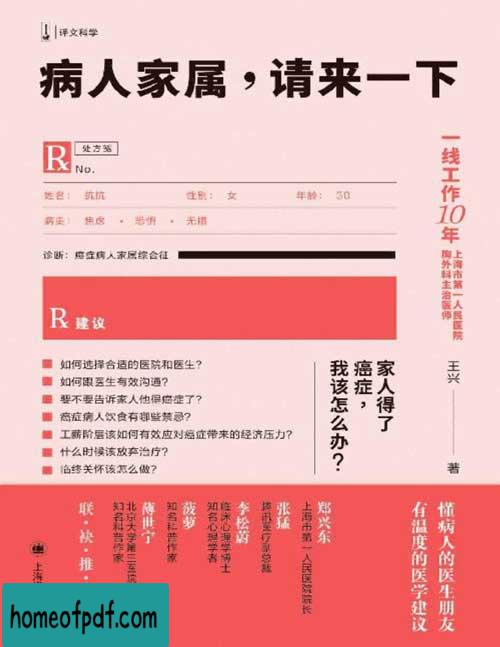 译文科学
病人家属，请来一下
Rx
处方笺
No.
姓名：抗抗
性别：女
年龄：30
病史：焦虑·恐惧·无措
诊断：癌症病人家属综合征
一线工作10年
上海市第一人民医院
胸外科主治医师
王兴
著
R 建议
如何选择合适的医院和医生？
如何跟医生有效沟通？
要不要告诉家人他得癌症了？
癌症病人饮食有哪些禁忌？
工薪阶层该如何有效应对癌症带来的经济压力？
什么时候该放弃治疗？
临终关怀该怎么做？
家人得了
癌症，
我该怎么办？
懂病人的医生朋友
有温度的医学建议
郑兴东
上海市第一人民医院院长
张猛
腾讯医疗副总裁
李松蔚
临床心理学博士
知名心理学者
菠萝
知名科普作家
薄世宁
北京大学第三医院
知名科普作家
联·袂·推·
上海
homeofpdf.com